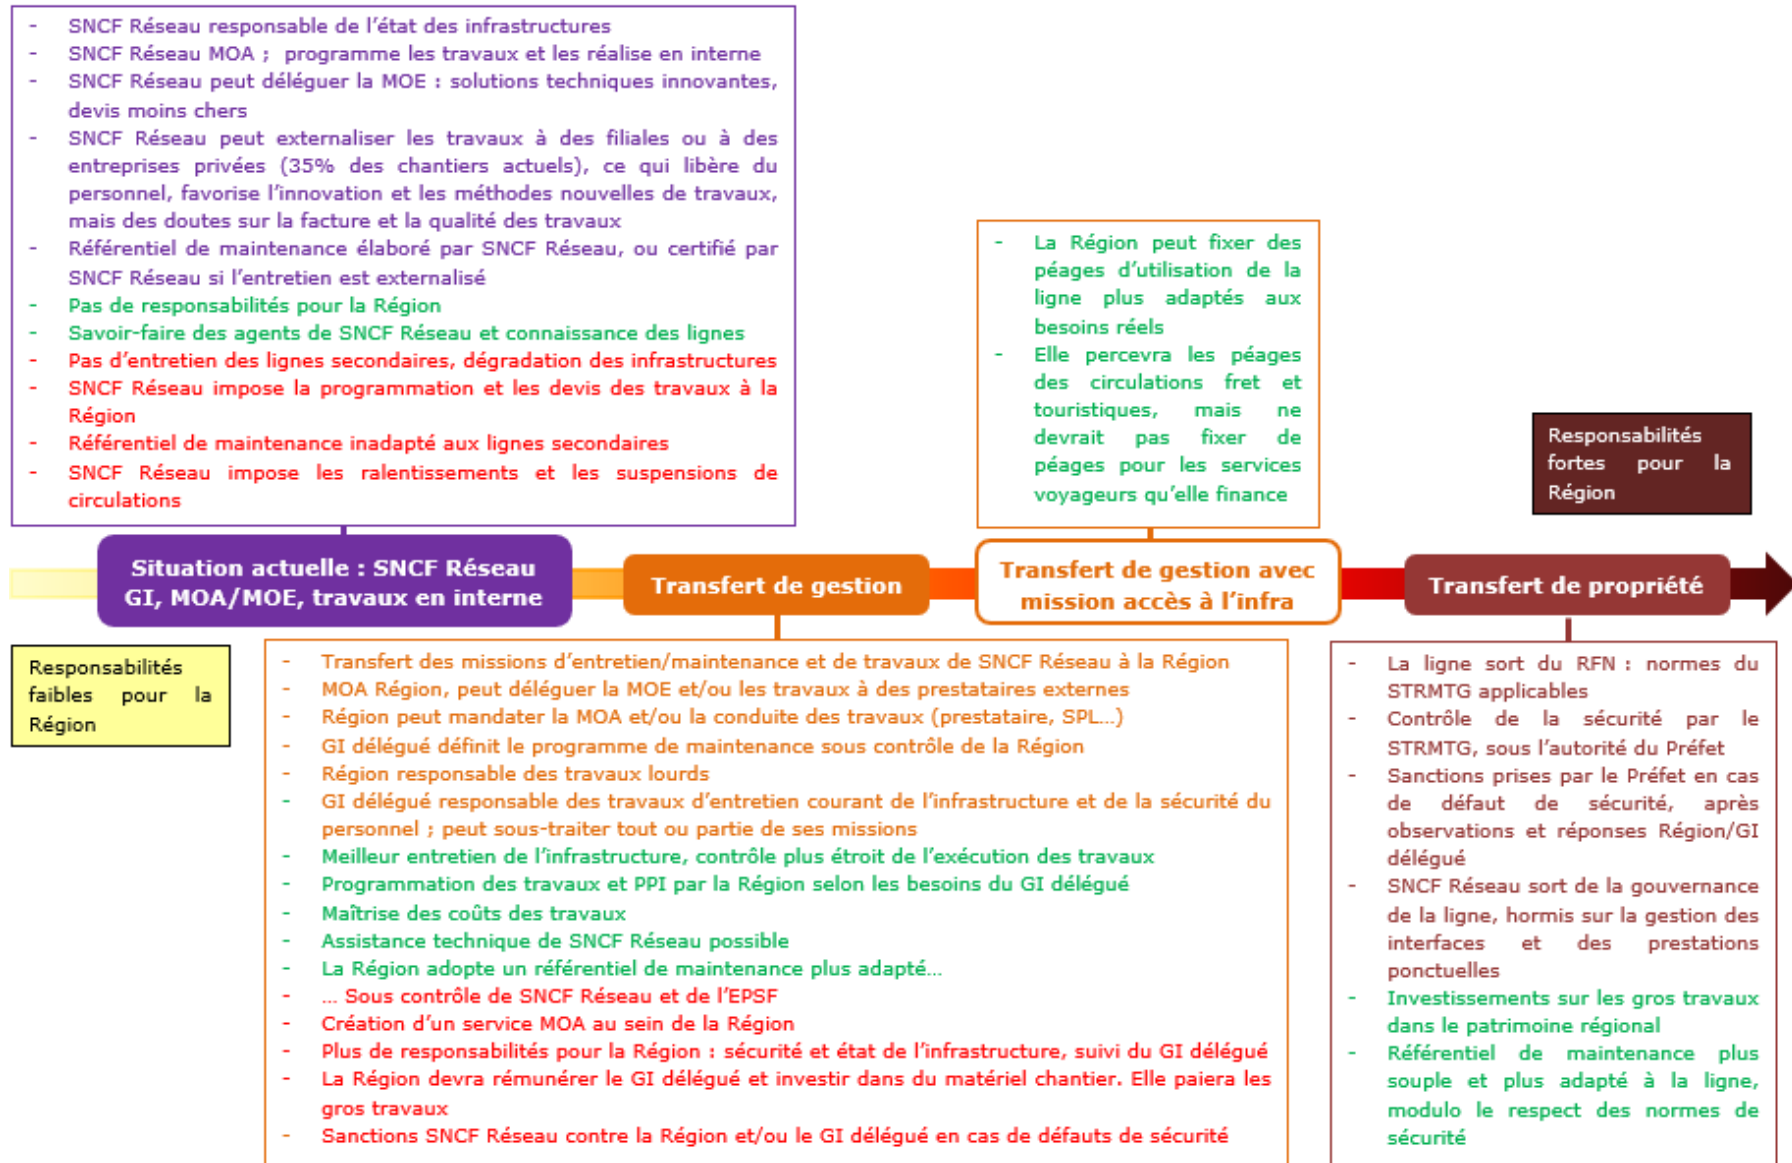 - SNCF Réseau responsable de l’état des infrastructures
- SNCF Réseau MOA ; programme les travaux et les réalise en interne
- SNCF Réseau peut déléguer la MOE : solutions techniques innovantes,
devis moins chers
- SNCF Réseau peut externaliser les travaux à des filiales ou à des
entreprises privées (35% des chantiers actuels), ce qui libère du
personnel, favorise l’innovation et les méthodes nouvelles de travaux,
mais des doutes sur la facture et la qualité des travaux
- Référentiel de maintenance élaboré par SNCF Réseau, ou certifié par
SNCF Réseau si l’entretien est externalisé
- Pas de responsabilités pour la Région
- Savoir-faire des agents de SNCF Réseau et connaissance des lignes
- Pas d’entretien des lignes secondaires, dégradation des infrastructures
- SNCF Réseau impose la programmation et les devis des travaux à la
Région
- Référentiel de maintenance inadapté aux lignes secondaires
- SNCF Réseau impose les ralentissements et les suspensions de
circulations
- La Région peut fixer des
péages d’utilisation de la
ligne plus adaptés aux
besoins réels
- Elle percevra les péages
des circulations fret et
touristiques, mais ne
devrait pas fixer de
péages pour les services
voyageurs qu’elle finance
Responsabilités
fortes pour la
Région
Situation actuelle : SNCF Réseau
GI, MOA/MOE, travaux en interne
Transfert de gestion
Transfert de gestion avec
mission accès à l’infra
Transfert de propriété
Responsabilités
faibles pour la
Région
- Transfert des missions d’entretien/maintenance et de travaux de SNCF Réseau à la Région
- MOA Région, peut déléguer la MOE et/ou les travaux à des prestataires externes
- Région peut mandater la MOA et/ou la conduite des travaux (prestataire, SPL…)
- GI délégué définit le programme de maintenance sous contrôle de la Région
- Région responsable des travaux lourds
- GI délégué responsable des travaux d’entretien courant de l’infrastructure et de la sécurité du
personnel ; peut sous-traiter tout ou partie de ses missions
- Meilleur entretien de l’infrastructure, contrôle plus étroit de l’exécution des travaux
- Programmation des travaux et PPI par la Région selon les besoins du GI délégué
- Maîtrise des coûts des travaux
- Assistance technique de SNCF Réseau possible
- La Région adopte un référentiel de maintenance plus adapté…
- … Sous contrôle de SNCF Réseau et de l’EPSF
- Création d’un service MOA au sein de la Région
- Plus de responsabilités pour la Région : sécurité et état de l’infrastructure, suivi du GI délégué
- La Région devra rémunérer le GI délégué et investir dans du matériel chantier. Elle paiera les
gros travaux
- Sanctions SNCF Réseau contre la Région et/ou le GI délégué en cas de défauts de sécurité
- La ligne sort du RFN : normes du
STRMTG applicables
- Contrôle de la sécurité par le
STRMTG, sous l’autorité du Préfet
- Sanctions prises par le Préfet en cas
de défaut de sécurité, après
observations et réponses Région/GI
délégué
- SNCF Réseau sort de la gouvernance
de la ligne, hormis sur la gestion des
interfaces et des prestations
ponctuelles
- Investissements sur les gros travaux
dans le patrimoine régional
- Référentiel de maintenance plus
souple et plus adapté à la ligne,
modulo le respect des normes de
sécurité